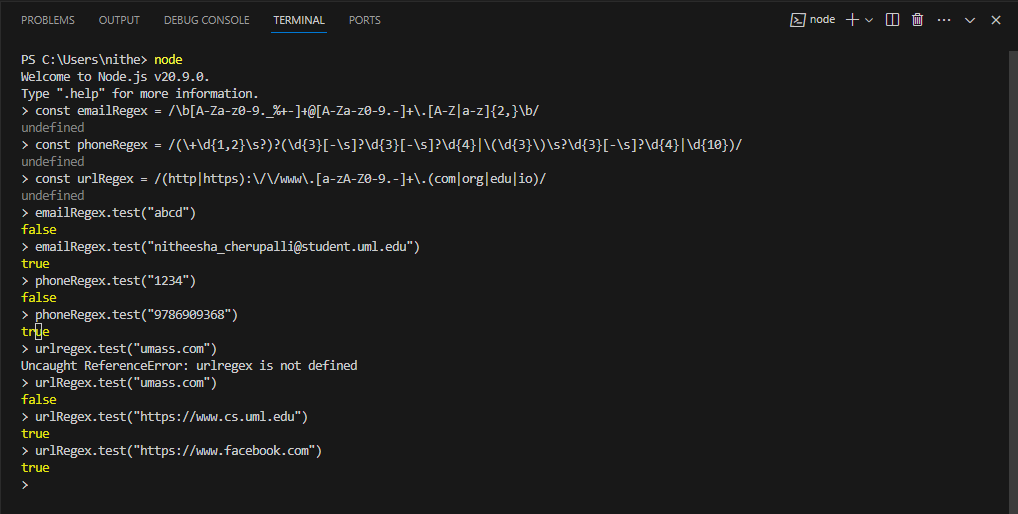 PROBLEMS OUTPUT DEBUG CONSOLE TERMINAL PORTS node
PS C:\Users\nithe> node
Welcome to Node.js v20.9.0.
Type ".help" for more information.
> const emailRegex = /\b[A-Za-z0-9._%+-]+@[A-Za-z0-9.-]+\.[A-Z|a-z]{2,}\b/
undefined
> const phoneRegex = /(\+\d{1,2}\s?)?(\d{3}[-\s]?\d{3}[-\s]?\d{4}|\(\d{3}\)\s?\d{3}[-\s]?\d{4}|\d{10})/
undefined
> const urlRegex = /(http|https):\/\/www\.[a-zA-Z0-9.-]+\.(com|org|edu|io)/
undefined
> emailRegex.test("abcd")
false
> emailRegex.test("nitheesha_cherupalli@student.uml.edu")
true
> phoneRegex.test("1234")
false
> phoneRegex.test("9786909368")
true
> urlregex.test("umass.com")
Uncaught ReferenceError: urlregex is not defined
> urlRegex.test("umass.com")
false
> urlRegex.test("https://www.cs.uml.edu")
true
> urlRegex.test("https://www.facebook.com")
true
>